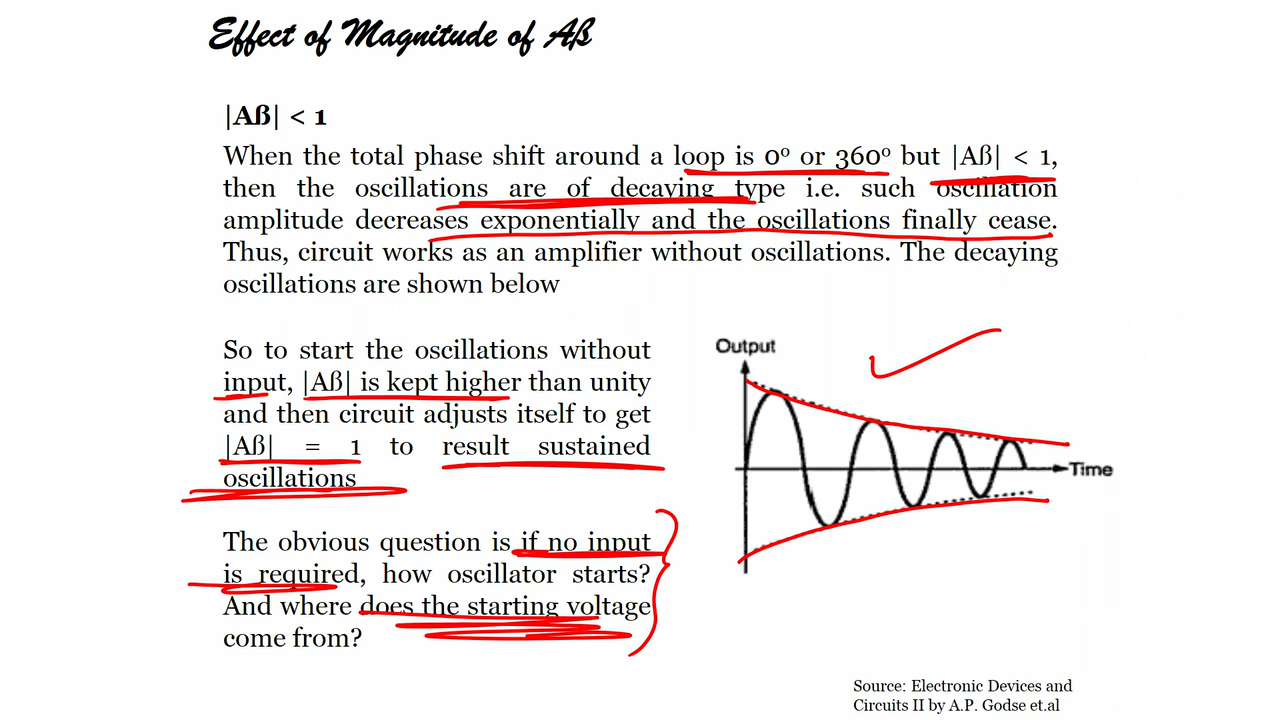 Effect of Magnitude of Aß
|Aß| < 1
When the total phase shift around a loop is 0º or 360º but |Aß| < 1,
then the oscillations are of decaying type i.e. such oscillation
amplitude decreases exponentially and the oscillations finally cease.
Thus, circuit works as an amplifier without oscillations. The decaying
oscillations are shown below
So to start the oscillations without
input, |Aß| is kept higher than unity
and then circuit adjusts itself to get
|Aß| = 1 to result sustained
oscillations
The obvious question is if no input
is required, how oscillator starts?
And where does the starting voltage
come from?
Output
Time
Source: Electronic Devices and
Circuits II by A.P. Godse et.al